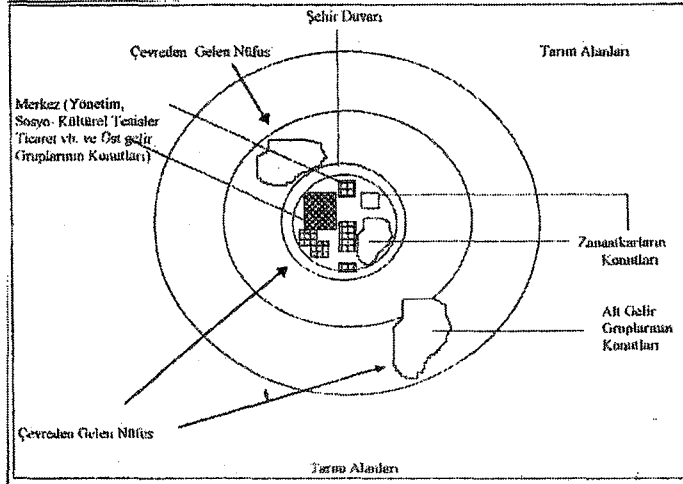 Şehir Duvarı
Çevreden Gelen Nüfus
Tarım Alanları
Merkez (Yönetim,
Sosyo-Kültürel Tesisler
Ticaret vb. ve Üst gelir
Gruplarının Konutları)
Zanaatkarların
Konutları
Alt Gelir
Gruplarının
Konutları
Çevreden Gelen Nüfus
Tarım Alanları